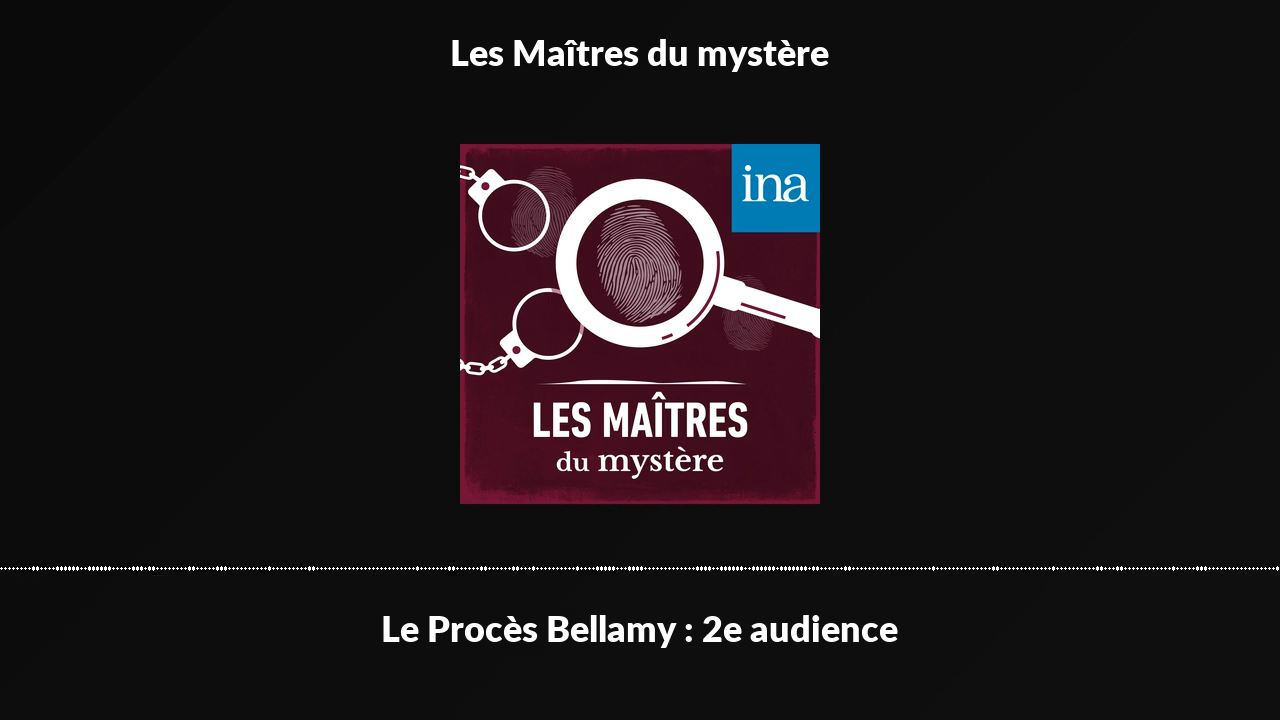 Les Maîtres du mystère
ina
LES MAÎTRES
du mystère
Le Procès Bellamy : 2e audience